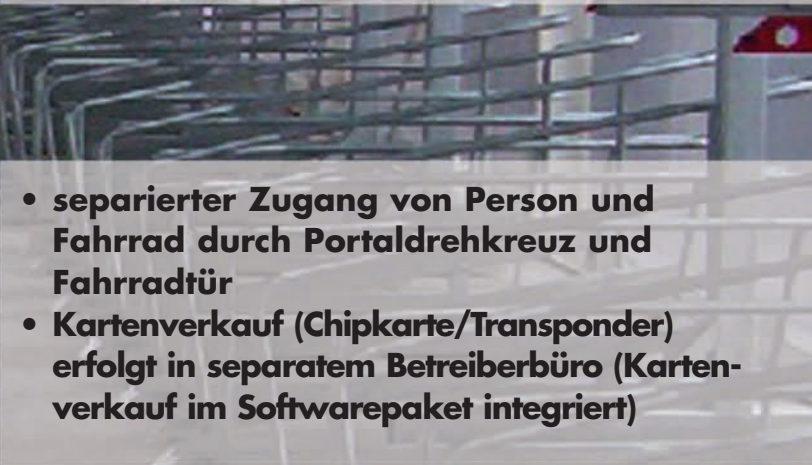 • separierter Zugang von Person und
Fahrrad durch Portaldrehkreuz und
Fahrradtür
• Kartenverkauf (Chipkarte/Transponder)
erfolgt in separatem Betreiberbüro (Karten-
verkauf im Softwarepaket integriert)